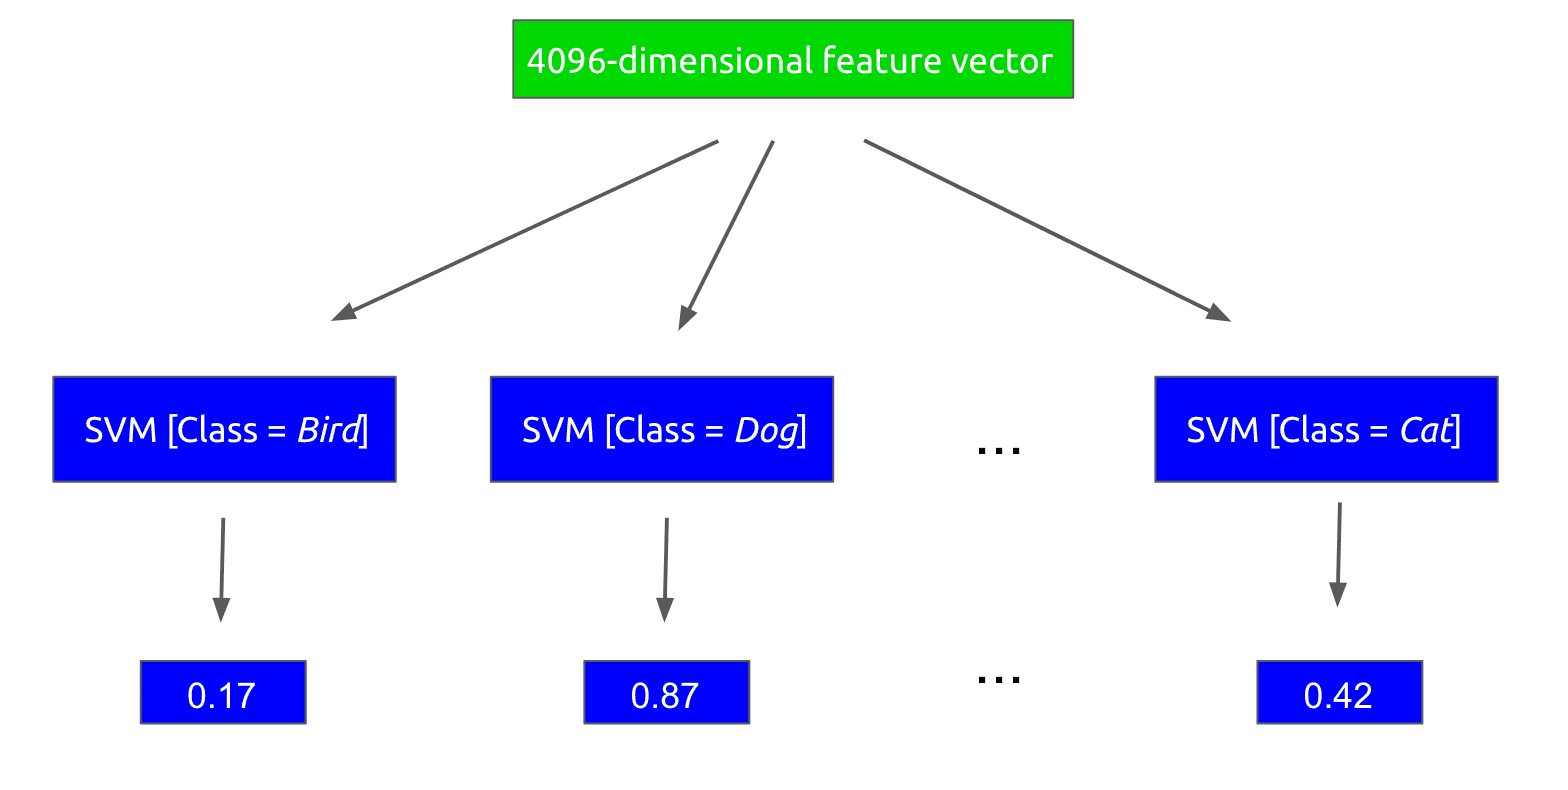 4096-dimensional feature vector
SVM [Class = Bird]
SVM [Class = Dog]
...
SVM [Class = Cat]
0.17
0.87
...
0.42